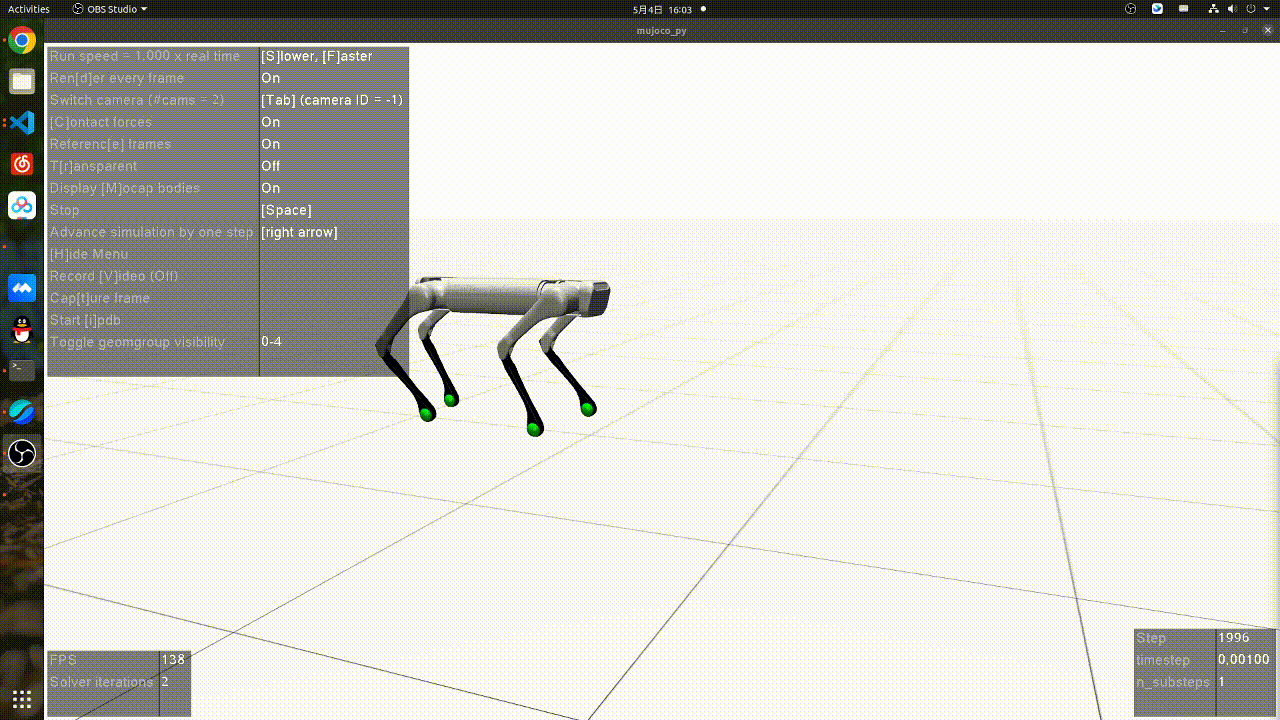 Activities OBS Studio 5月4日 16:03
mujoco_py
Run speed = 1.000 x real time [S]lower, [F]aster
Ren[d]er every frame On
Switch camera (#cams = 2) [Tab] (camera ID = -1)
[C]ontact forces On
Referenc[e] frames On
T[r]ansparent Off
Display [M]ocap bodies On
Stop [Space]
Advance simulation by one step [right arrow]
[H]ide Menu
Record [V]ideo (Off)
Cap[t]ure frame
Start [i]pdb
Toggle geomgroup visibility 0-4
FPS 138
Solver iterations 2
Step 1996
timestep 0,00100
n_substeps 1